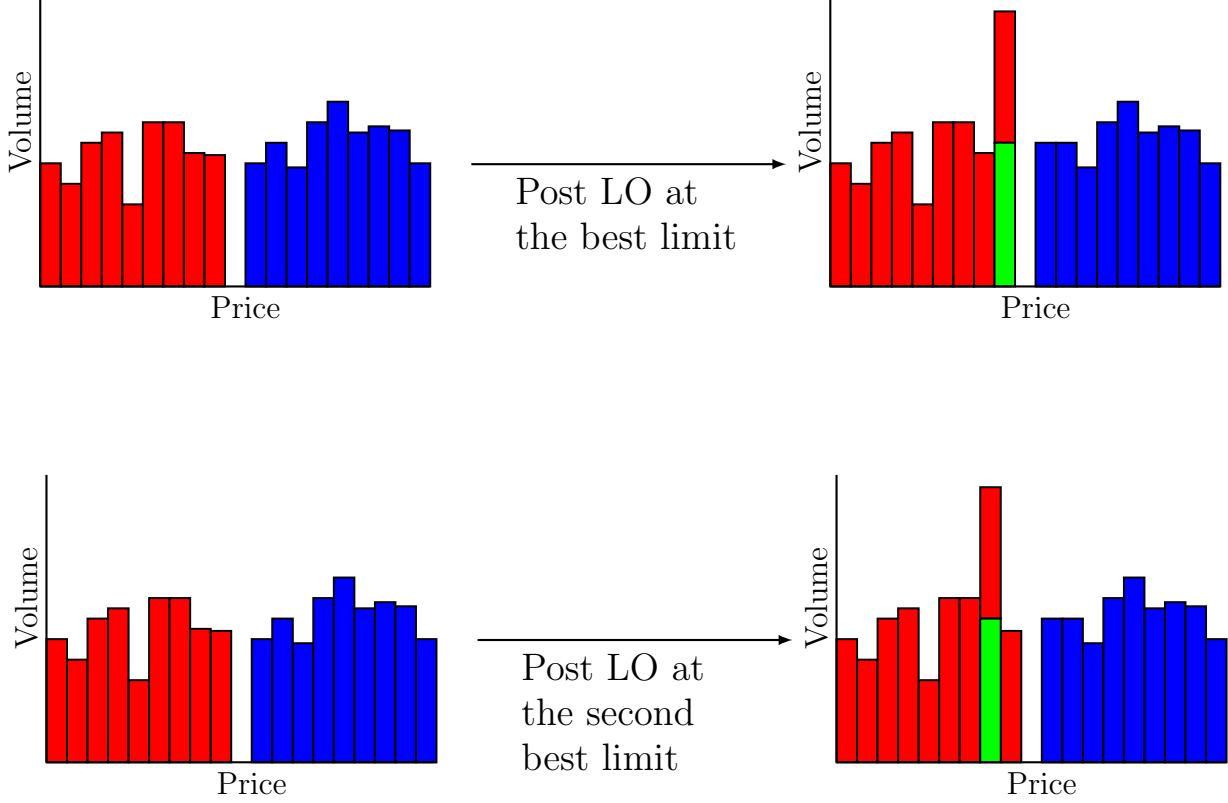 Volume
Volume
Post LO at
the best limit
Price
Price
Volume
Volume
Post LO at
the second
best limit
Price
Price